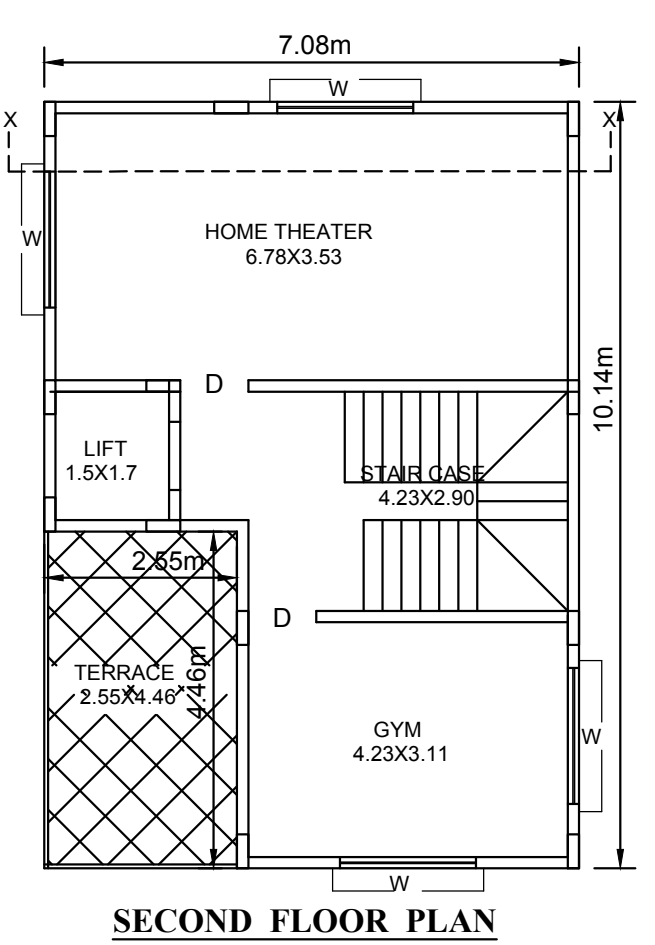 7.08m
W
X
X
W
HOME THEATER
6.78X3.53
10.14m
D
LIFT
1.5X1.7
STAIR CASE
4.23X2.90
2.55m
D
4.46m
TERRACE
2.55X4.46
GYM
4.23X3.11
W
W
SECOND FLOOR PLAN